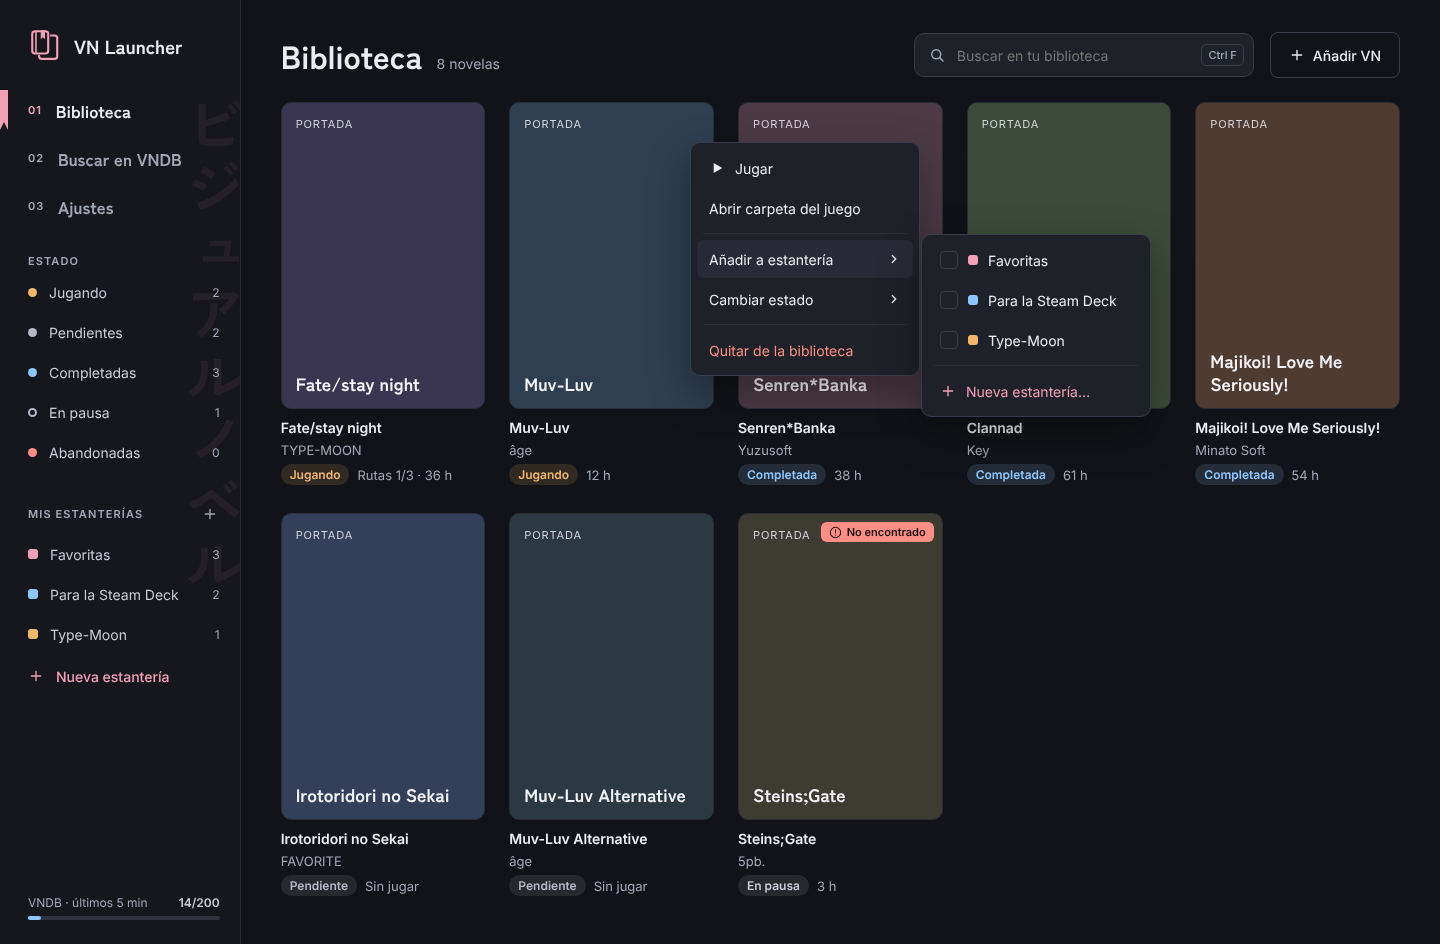 VN Launcher
01 Biblioteca
02 Buscar en VNDB
03 Ajustes
ビジュアルノベル
ESTADO
Jugando 2
Pendientes 2
Completadas 3
En pausa 1
Abandonadas 0
MIS ESTANTERÍAS +
Favoritas 3
Para la Steam Deck 2
Type-Moon 1
+ Nueva estantería
VNDB · últimos 5 min 14/200
Biblioteca 8 novelas
Buscar en tu biblioteca Ctrl F
+ Añadir VN
PORTADA
Fate/stay night
Fate/stay night
TYPE-MOON
Jugando Rutas 1/3 · 36 h
PORTADA
Muv-Luv
Muv-Luv
âge
Jugando 12 h
PORTADA
Senren*Banka
Senren*Banka
Yuzusoft
Completada 38 h
PORTADA
Clannad
Key
Completada 61 h
PORTADA
Majikoi! Love Me
Seriously!
Majikoi! Love Me Seriously!
Minato Soft
Completada 54 h
Jugar
Abrir carpeta del juego
Añadir a estantería
Cambiar estado
Quitar de la biblioteca
Favoritas
Para la Steam Deck
Type-Moon
+ Nueva estantería...
PORTADA
Irotoridori no Sekai
Irotoridori no Sekai
FAVORITE
Pendiente Sin jugar
PORTADA
Muv-Luv Alternative
Muv-Luv Alternative
âge
Pendiente Sin jugar
PORTADA
No encontrado
Steins;Gate
Steins;Gate
5pb.
En pausa 3 h